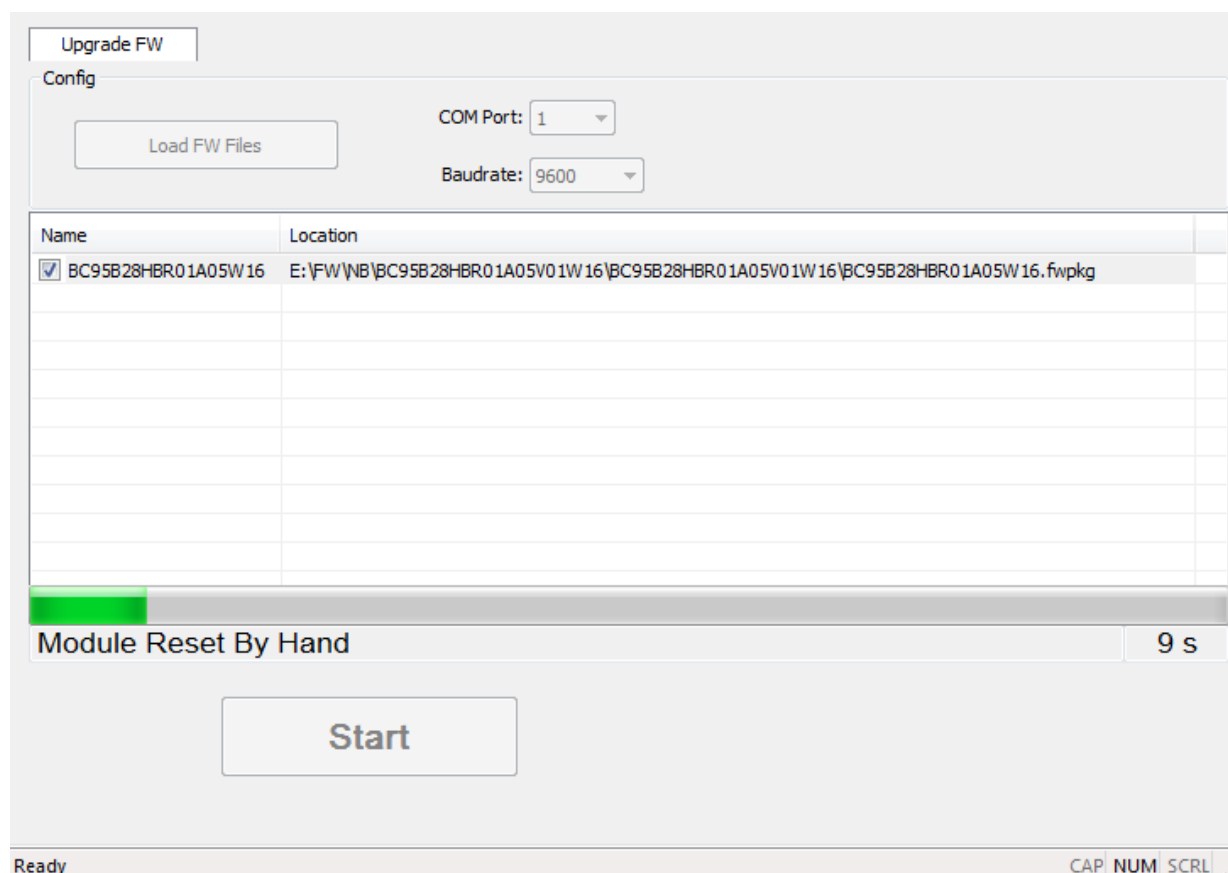 Upgrade FW
Config
Load FW Files
COM Port: 1
Baudrate: 9600
Name Location
BC95B28HBR01A05W16 E:\FW\NB\BC95B28HBR01A05V01W16\BC95B28HBR01A05V01W16\BC95B28HBR01A05W16.fwpkg
Module Reset By Hand 9 s
Start
Ready CAP NUM SCRL